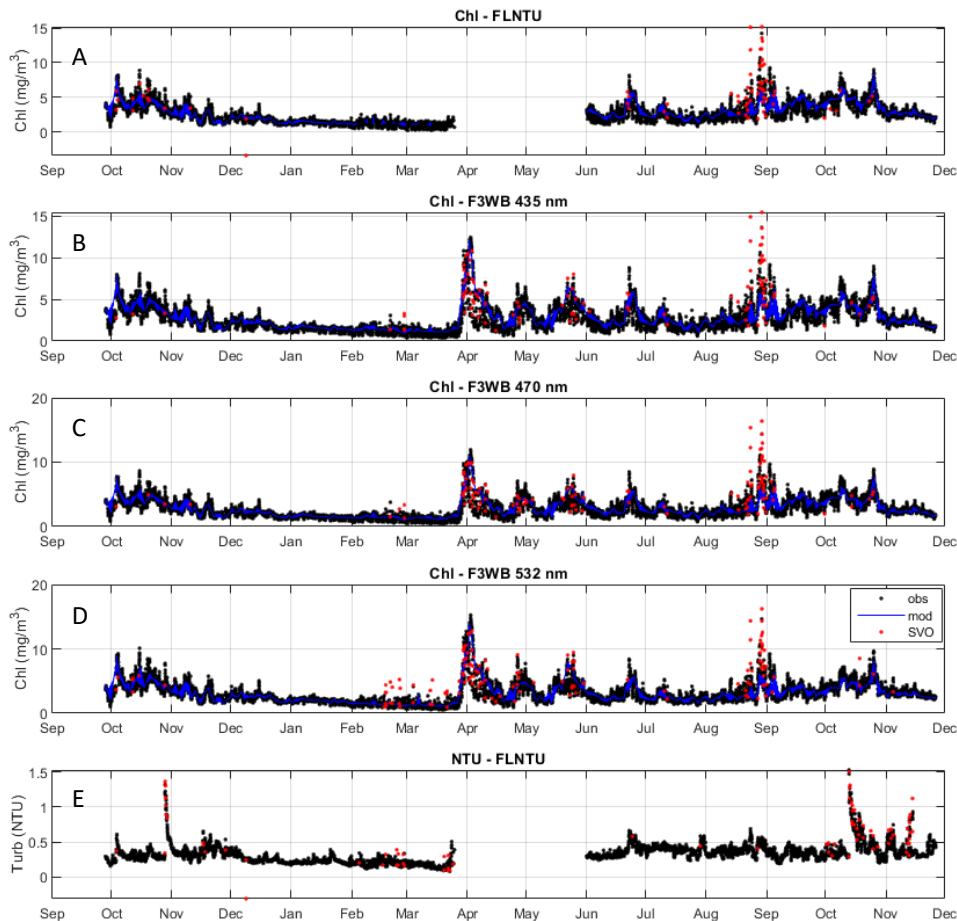 Chl - FLNTU
A
Chl (mg/m³)
15
10
5
0
Sep Oct Nov Dec Jan Feb Mar Apr May Jun Jul Aug Sep Oct Nov Dec
Chl - F3WB 435 nm
B
Chl (mg/m³)
15
10
5
0
Sep Oct Nov Dec Jan Feb Mar Apr May Jun Jul Aug Sep Oct Nov Dec
Chl - F3WB 470 nm
C
Chl (mg/m³)
20
10
0
Sep Oct Nov Dec Jan Feb Mar Apr May Jun Jul Aug Sep Oct Nov Dec
Chl - F3WB 532 nm
D
Chl (mg/m³)
20
10
0
obs
mod
SVO
Sep Oct Nov Dec Jan Feb Mar Apr May Jun Jul Aug Sep Oct Nov Dec
NTU - FLNTU
E
Turb (NTU)
1.5
1
0.5
0
Sep Oct Nov Dec Jan Feb Mar Apr May Jun Jul Aug Sep Oct Nov Dec